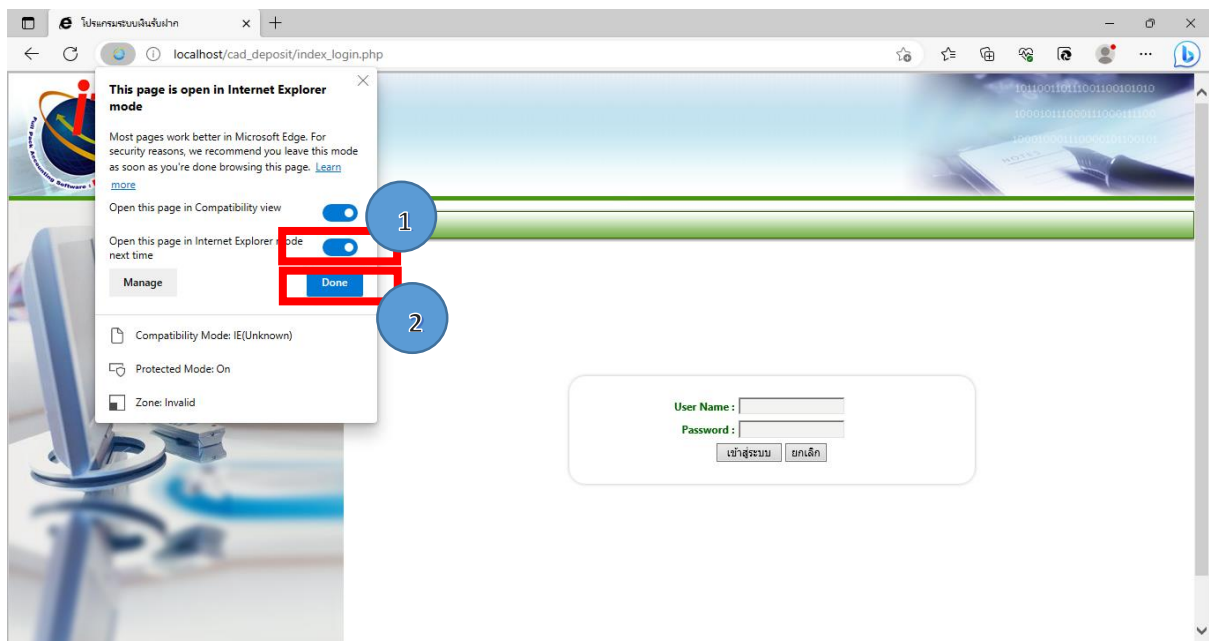 โปรแกรมระบบเงินรับฝาก
localhost/cad_deposit/index_login.php
This page is open in Internet Explorer
mode
Most pages work better in Microsoft Edge. For
security reasons, we recommend you leave this mode
as soon as you're done browsing this page. Learn
more
Open this page in Compatibility view
1
Open this page in Internet Explorer mode
next time
Manage
Done
2
Compatibility Mode: IE(Unknown)
Protected Mode: On
Zone: Invalid
User Name :
Password :
เข้าสู่ระบบ
ยกเลิก